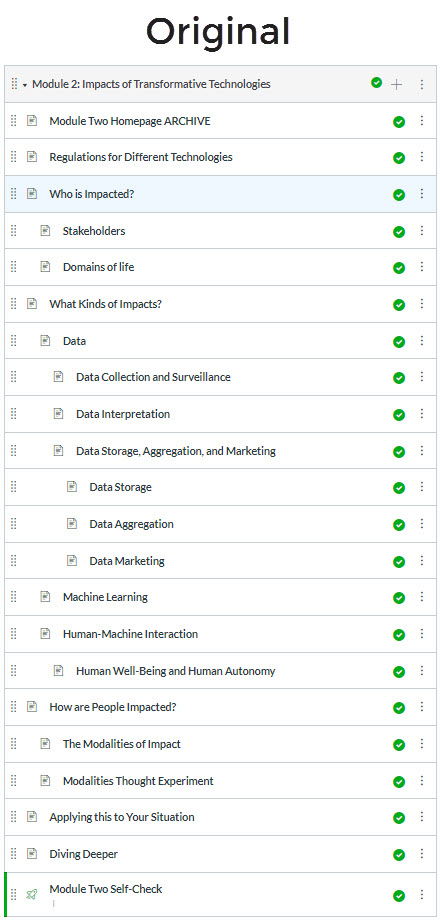 Original
Module 2: Impacts of Transformative Technologies
Module Two Homepage ARCHIVE
Regulations for Different Technologies
Who is Impacted?
Stakeholders
Domains of life
What Kinds of Impacts?
Data
Data Collection and Surveillance
Data Interpretation
Data Storage, Aggregation, and Marketing
Data Storage
Data Aggregation
Data Marketing
Machine Learning
Human-Machine Interaction
Human Well-Being and Human Autonomy
How are People Impacted?
The Modalities of Impact
Modalities Thought Experiment
Applying this to Your Situation
Diving Deeper
Module Two Self-Check